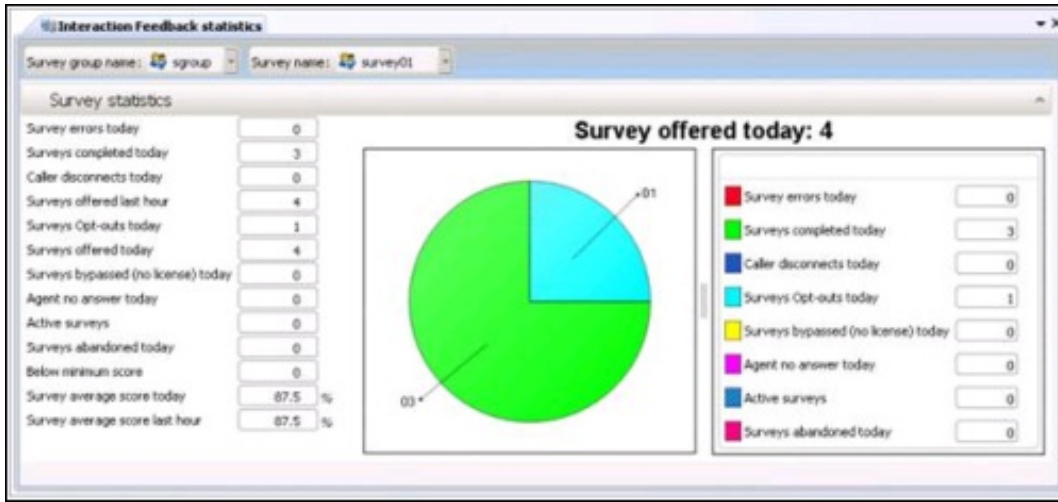 Interaction Feedback statistics
Survey group name: sgroup Survey name: survey01
Survey statistics
Survey errors today 0
Surveys completed today 3
Caller disconnects today 0
Surveys offered last hour 4
Surveys Opt-outs today 1
Surveys offered today 4
Surveys bypassed (no license) today 0
Agent no answer today 0
Active surveys 0
Surveys abandoned today 0
Below minimum score 0
Survey average score today 87.5 %
Survey average score last hour 87.5 %
Survey offered today: 4
01
03
Survey errors today 0
Surveys completed today 3
Caller disconnects today 0
Surveys Opt-outs today 1
Surveys bypassed (no license) today 0
Agent no answer today 0
Active surveys 0
Surveys abandoned today 0